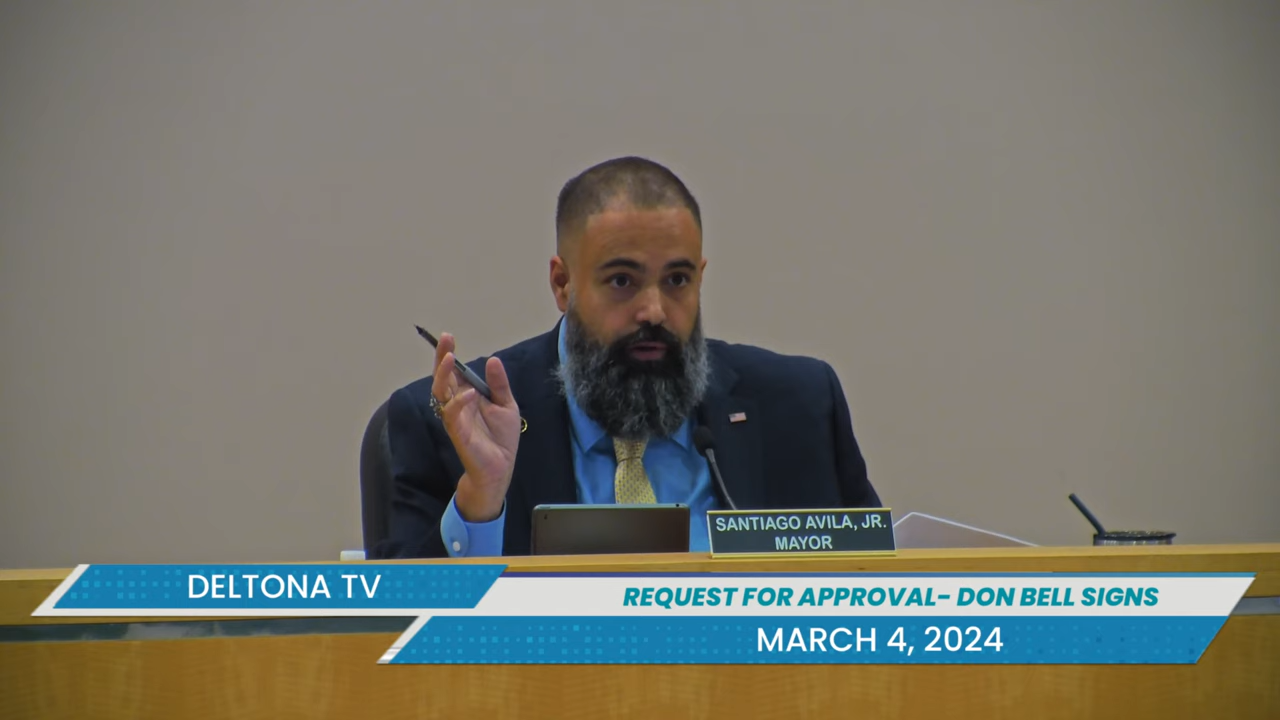 SANTIAGO AVILA, JR.
MAYOR
DELTONA TV
REQUEST FOR APPROVAL- DON BELL SIGNS
MARCH 4, 2024